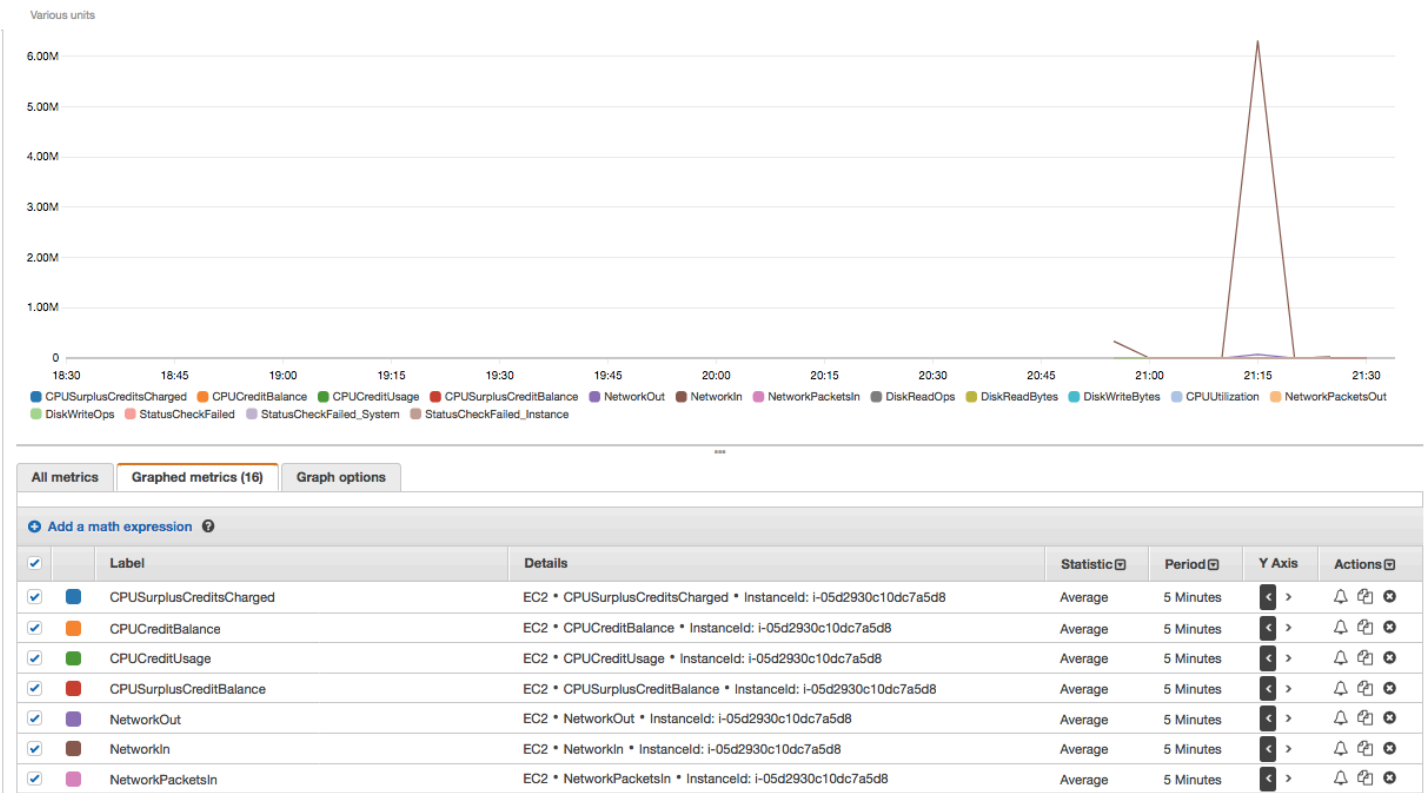 Various units
6.00M
5.00M
4.00M
3.00M
2.00M
1.00M
0
18:30 18:45 19:00 19:15 19:30 19:45 20:00 20:15 20:30 20:45 21:00 21:15 21:30
CPUSurplusCreditsCharged CPUCreditBalance CPUCreditUsage CPUSurplusCreditBalance NetworkOut NetworkIn NetworkPacketsIn DiskReadOps DiskReadBytes DiskWriteBytes CPUUtilization NetworkPacketsOut
DiskWriteOps StatusCheckFailed StatusCheckFailed_System StatusCheckFailed_Instance
All metrics Graphed metrics (16) Graph options
Add a math expression ?
Label Details Statistic Period Y Axis Actions
CPUSurplusCreditsCharged EC2 • CPUSurplusCreditsCharged • InstanceId: i-05d2930c10dc7a5d8 Average 5 Minutes < >
CPUCreditBalance EC2 • CPUCreditBalance • InstanceId: i-05d2930c10dc7a5d8 Average 5 Minutes < >
CPUCreditUsage EC2 • CPUCreditUsage • InstanceId: i-05d2930c10dc7a5d8 Average 5 Minutes < >
CPUSurplusCreditBalance EC2 • CPUSurplusCreditBalance • InstanceId: i-05d2930c10dc7a5d8 Average 5 Minutes < >
NetworkOut EC2 • NetworkOut • InstanceId: i-05d2930c10dc7a5d8 Average 5 Minutes < >
NetworkIn EC2 • NetworkIn • InstanceId: i-05d2930c10dc7a5d8 Average 5 Minutes < >
NetworkPacketsIn EC2 • NetworkPacketsIn • InstanceId: i-05d2930c10dc7a5d8 Average 5 Minutes < >